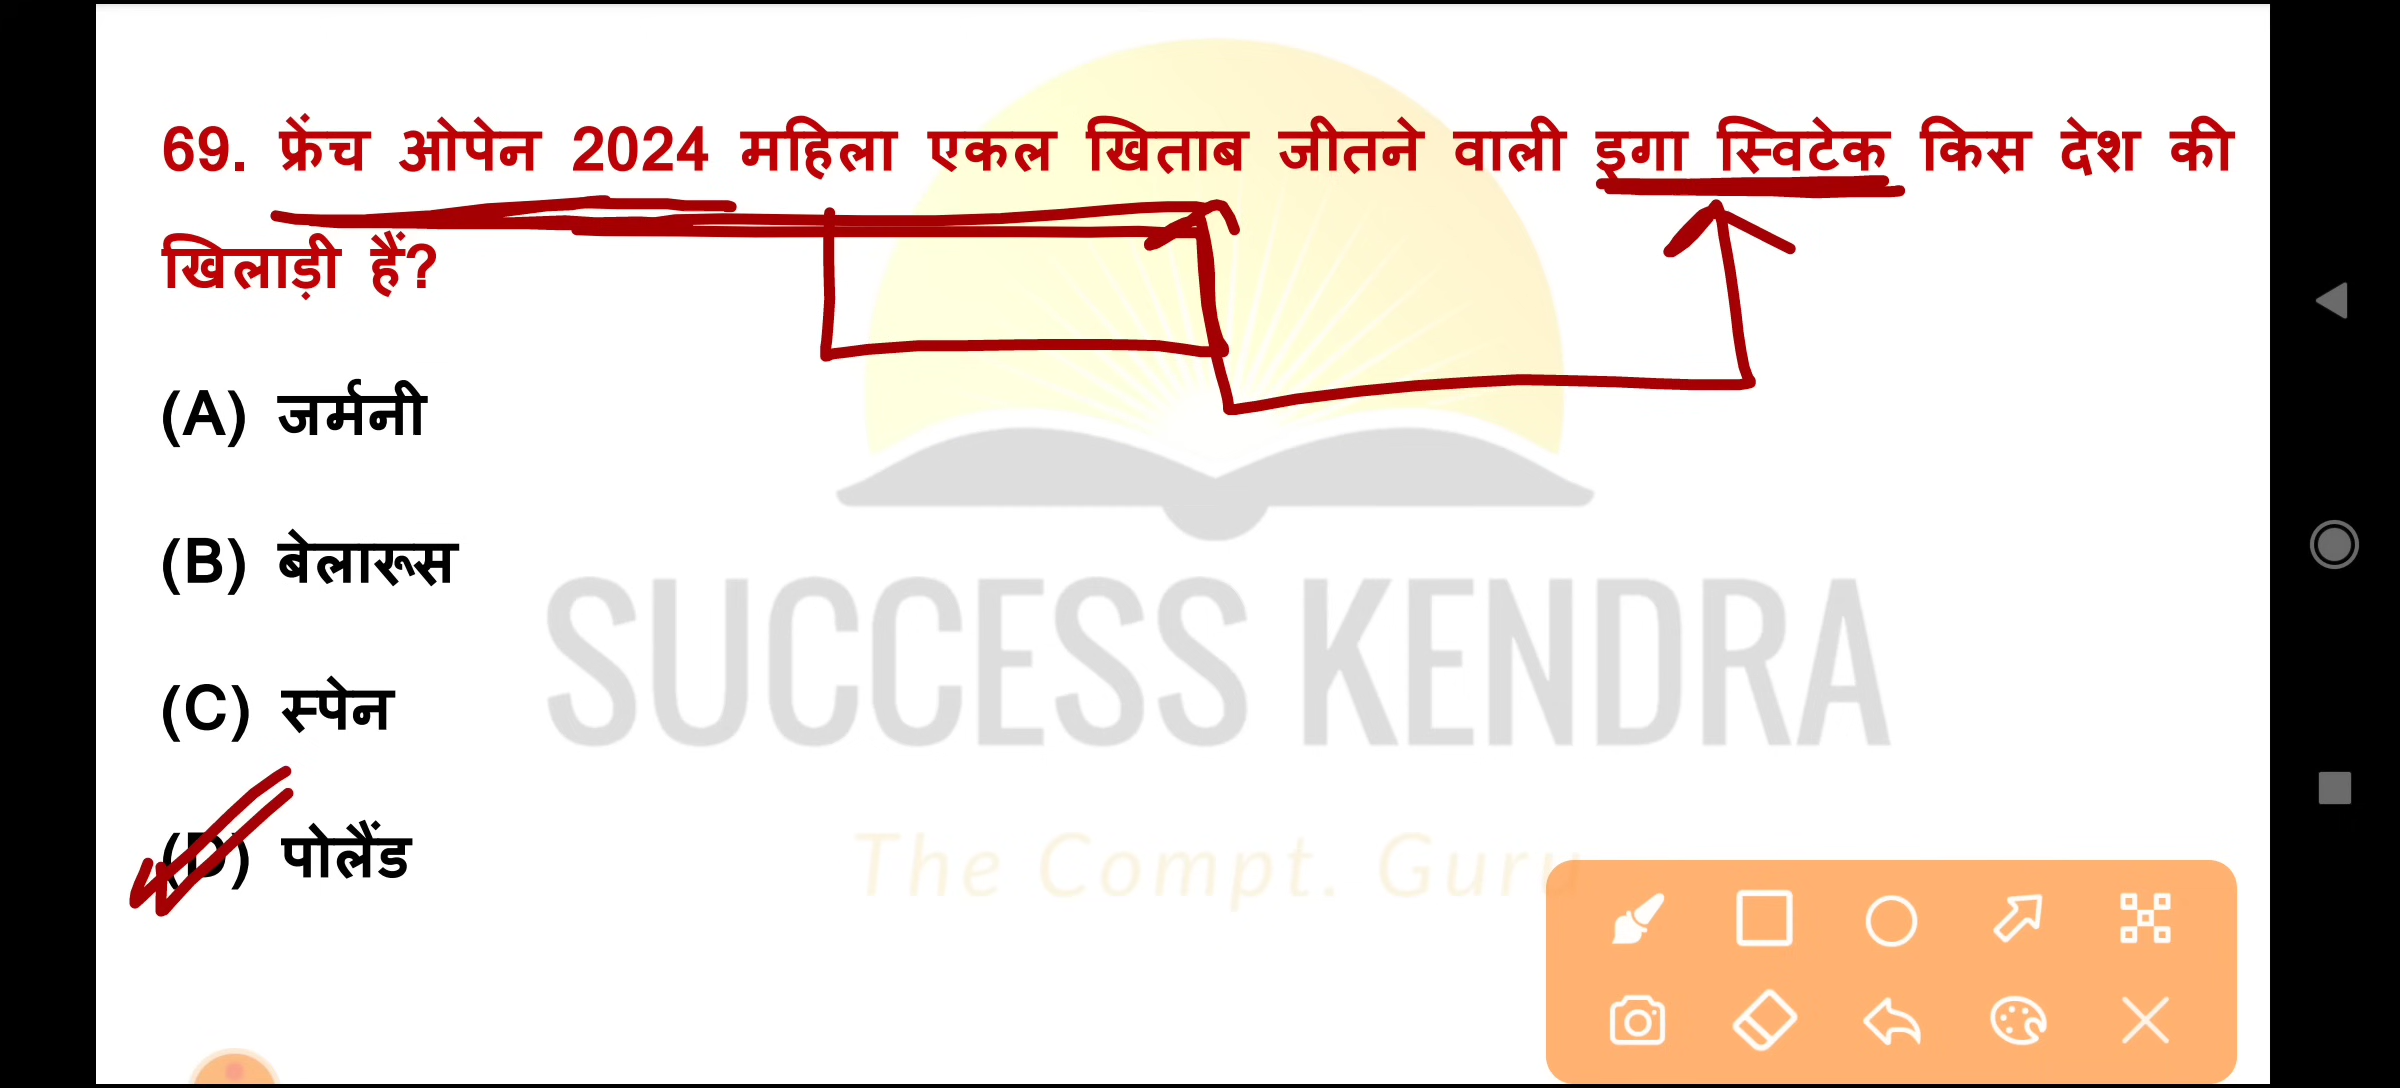 69. फ्रेंच ओपेन 2024 महिला एकल खिताब जीतने वाली इगा स्विटेक किस देश की
खिलाड़ी हैं?
(A) जर्मनी
(B) बेलारूस
(C) स्पेन
(D) पोलैंड
SUCCESS KENDRA
The Compt. Guru